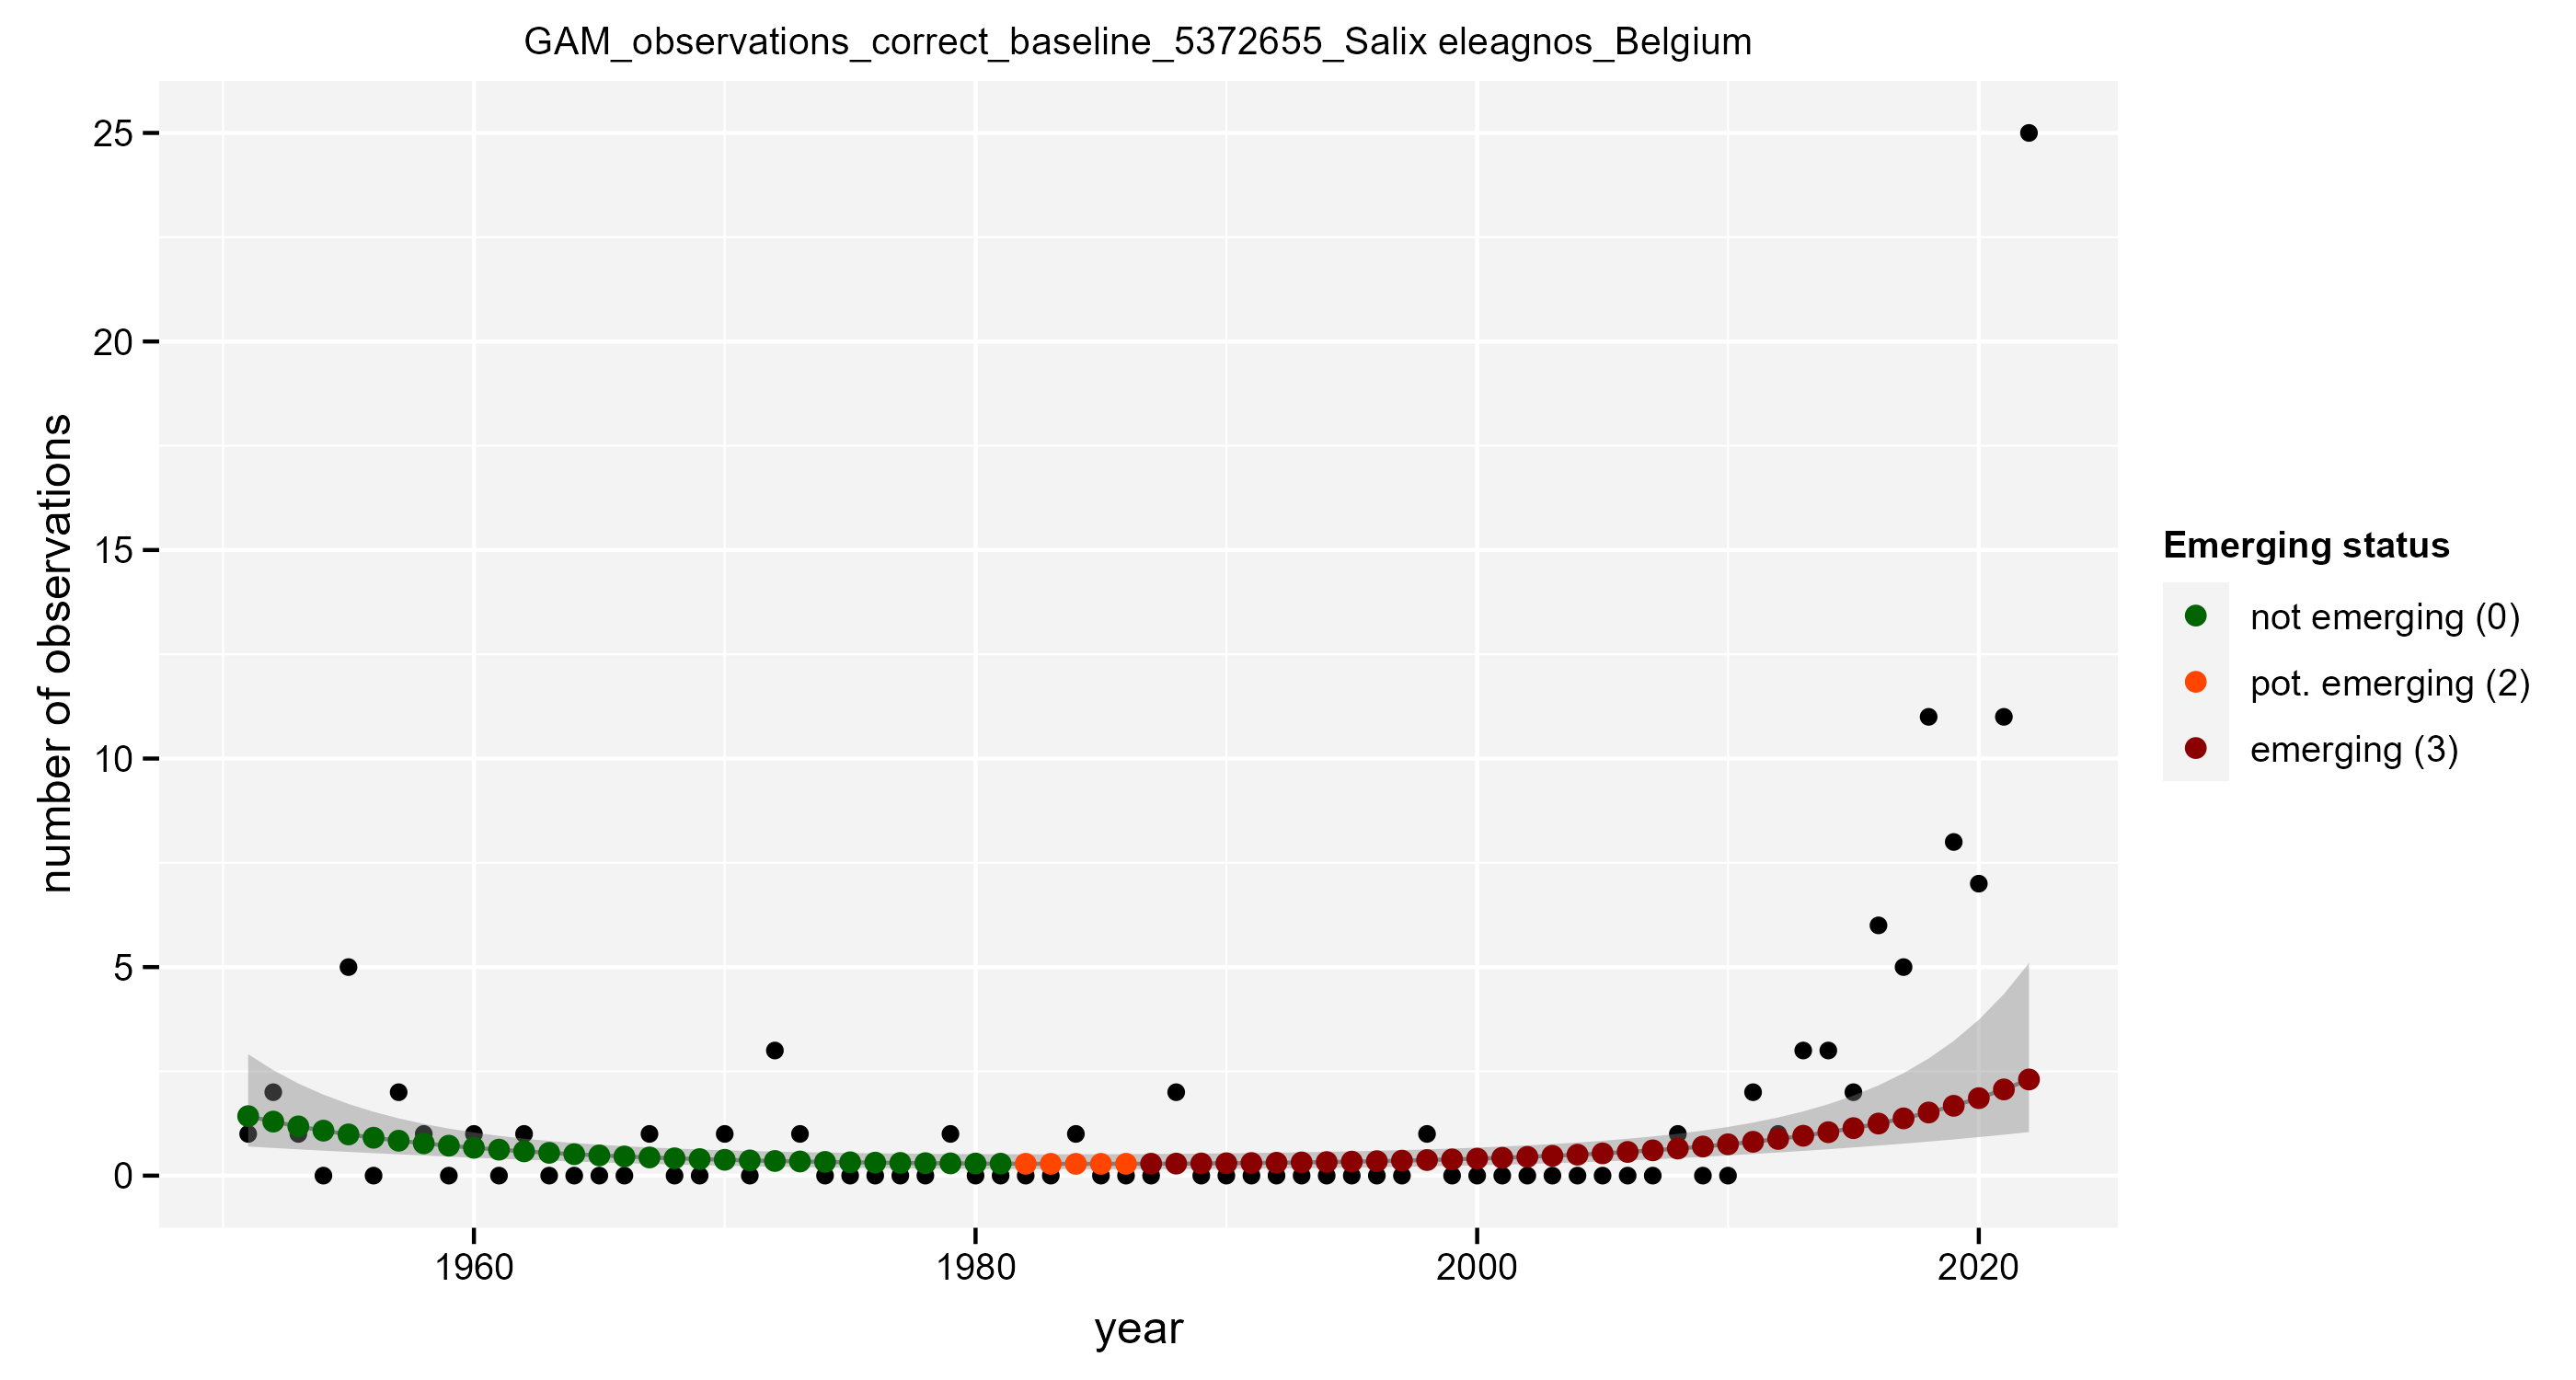 GAM_observations_correct_baseline_5372655_Salix eleagnos_Belgium
number of observations
25
20
15
10
5
0
1960
1980
2000
2020
year
Emerging status
not emerging (0)
pot. emerging (2)
emerging (3)